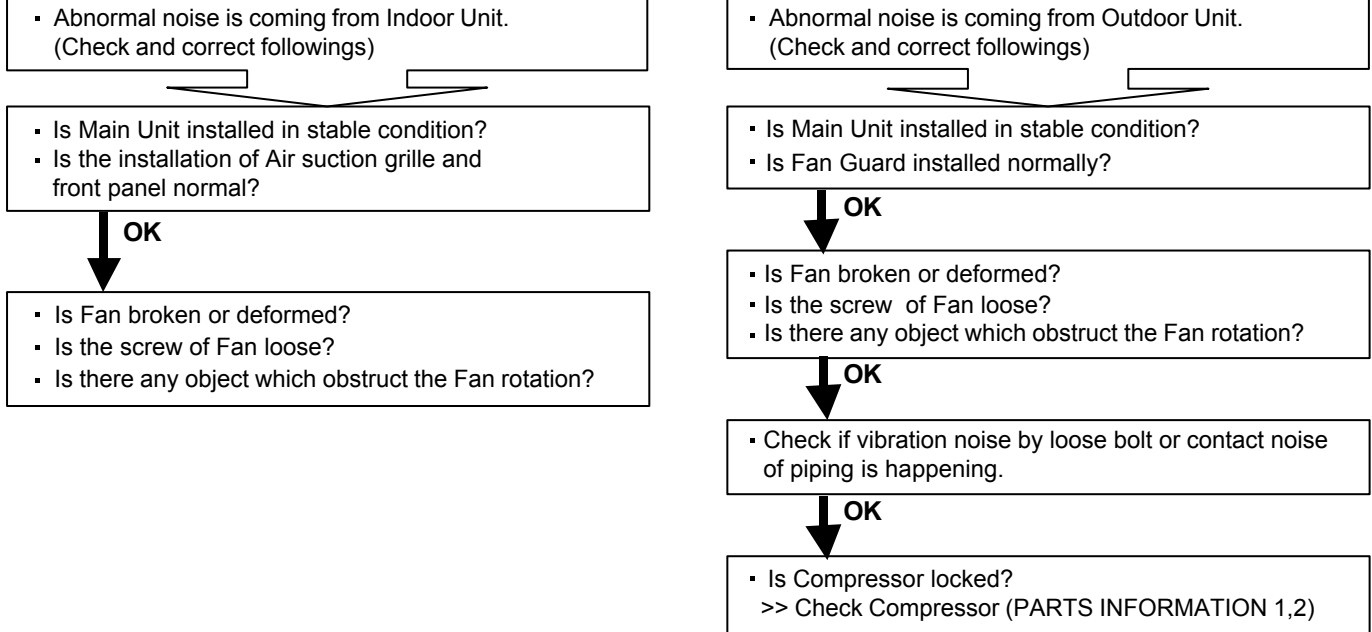 ▪ Abnormal noise is coming from Indoor Unit.
(Check and correct followings)
▪ Is Main Unit installed in stable condition?
▪ Is the installation of Air suction grille and
front panel normal?
OK
▪ Is Fan broken or deformed?
▪ Is the screw of Fan loose?
▪ Is there any object which obstruct the Fan rotation?
▪ Abnormal noise is coming from Outdoor Unit.
(Check and correct followings)
▪ Is Main Unit installed in stable condition?
▪ Is Fan Guard installed normally?
OK
▪ Is Fan broken or deformed?
▪ Is the screw of Fan loose?
▪ Is there any object which obstruct the Fan rotation?
OK
▪ Check if vibration noise by loose bolt or contact noise
of piping is happening.
OK
▪ Is Compressor locked?
>> Check Compressor (PARTS INFORMATION 1,2)